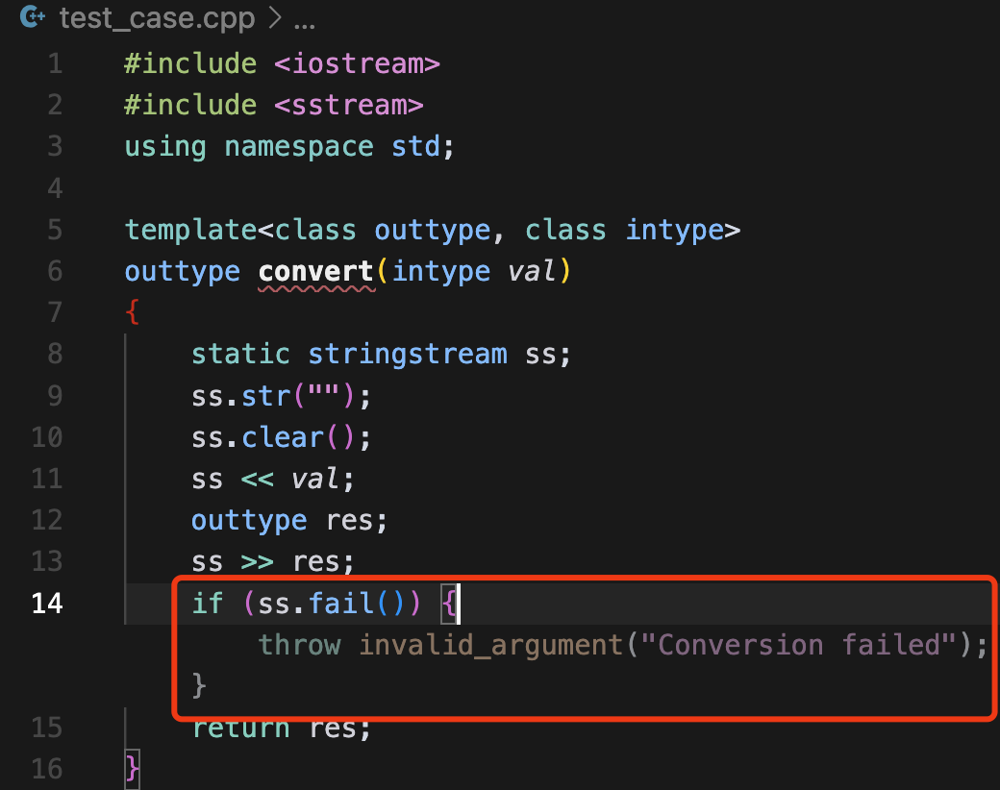 C++ test_case.cpp > ...
1 #include <iostream>
2 #include <sstream>
3 using namespace std;
4
5 template<class outtype, class intype>
6 outtype convert(intype val)
7 {
8     static stringstream ss;
9     ss.str("");
10     ss.clear();
11     ss << val;
12     outtype res;
13     ss >> res;
14     if (ss.fail()) {
        throw invalid_argument("Conversion failed");
    }
15     return res;
16 }